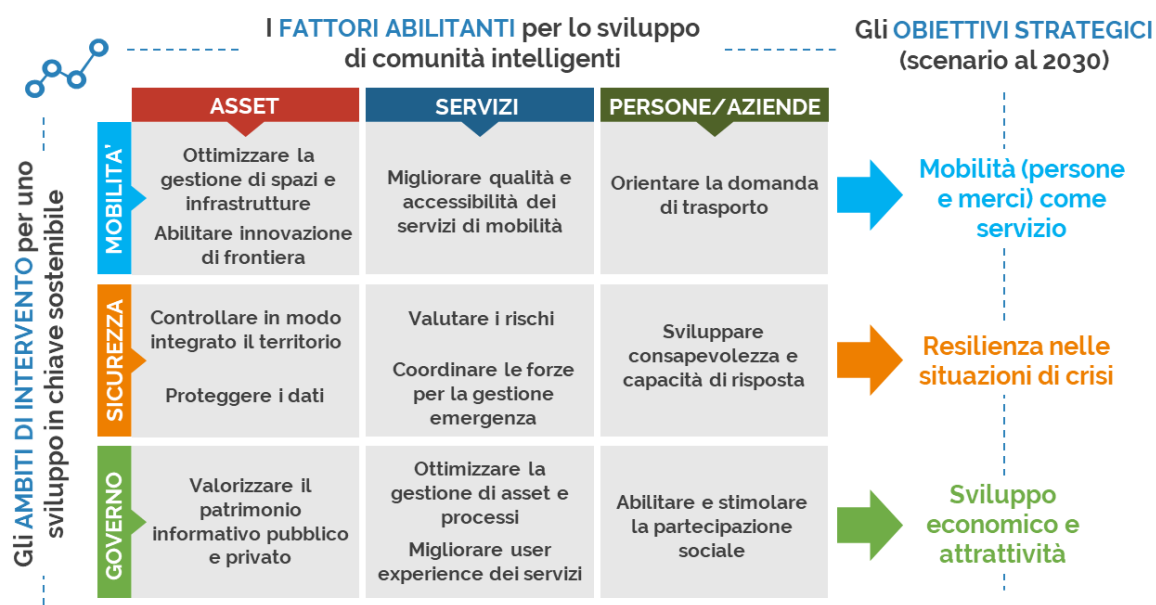 I FATTORI ABILITANTI per lo sviluppo
di comunità intelligenti
Gli OBIETTIVI STRATEGICI
(scenario al 2030)
Gli AMBITI DI INTERVENTO per uno
sviluppo in chiave sostenibile
ASSET
SERVIZI
PERSONE/AZIENDE
MOBILITA'
Ottimizzare la
gestione di spazi e
infrastrutture
Abilitare innovazione
di frontiera
Migliorare qualità e
accessibilità dei
servizi di mobilità
Orientare la domanda
di trasporto
Mobilità (persone
e merci) come
servizio
SICUREZZA
Controllare in modo
integrato il territorio
Proteggere i dati
Valutare i rischi
Coordinare le forze
per la gestione
emergenza
Sviluppare
consapevolezza e
capacità di risposta
Resilienza nelle
situazioni di crisi
GOVERNO
Valorizzare il
patrimonio
informativo pubblico
e privato
Ottimizzare la
gestione di asset e
processi
Migliorare user
experience dei servizi
Abilitare e stimolare
la partecipazione
sociale
Sviluppo
economico e
attrattività